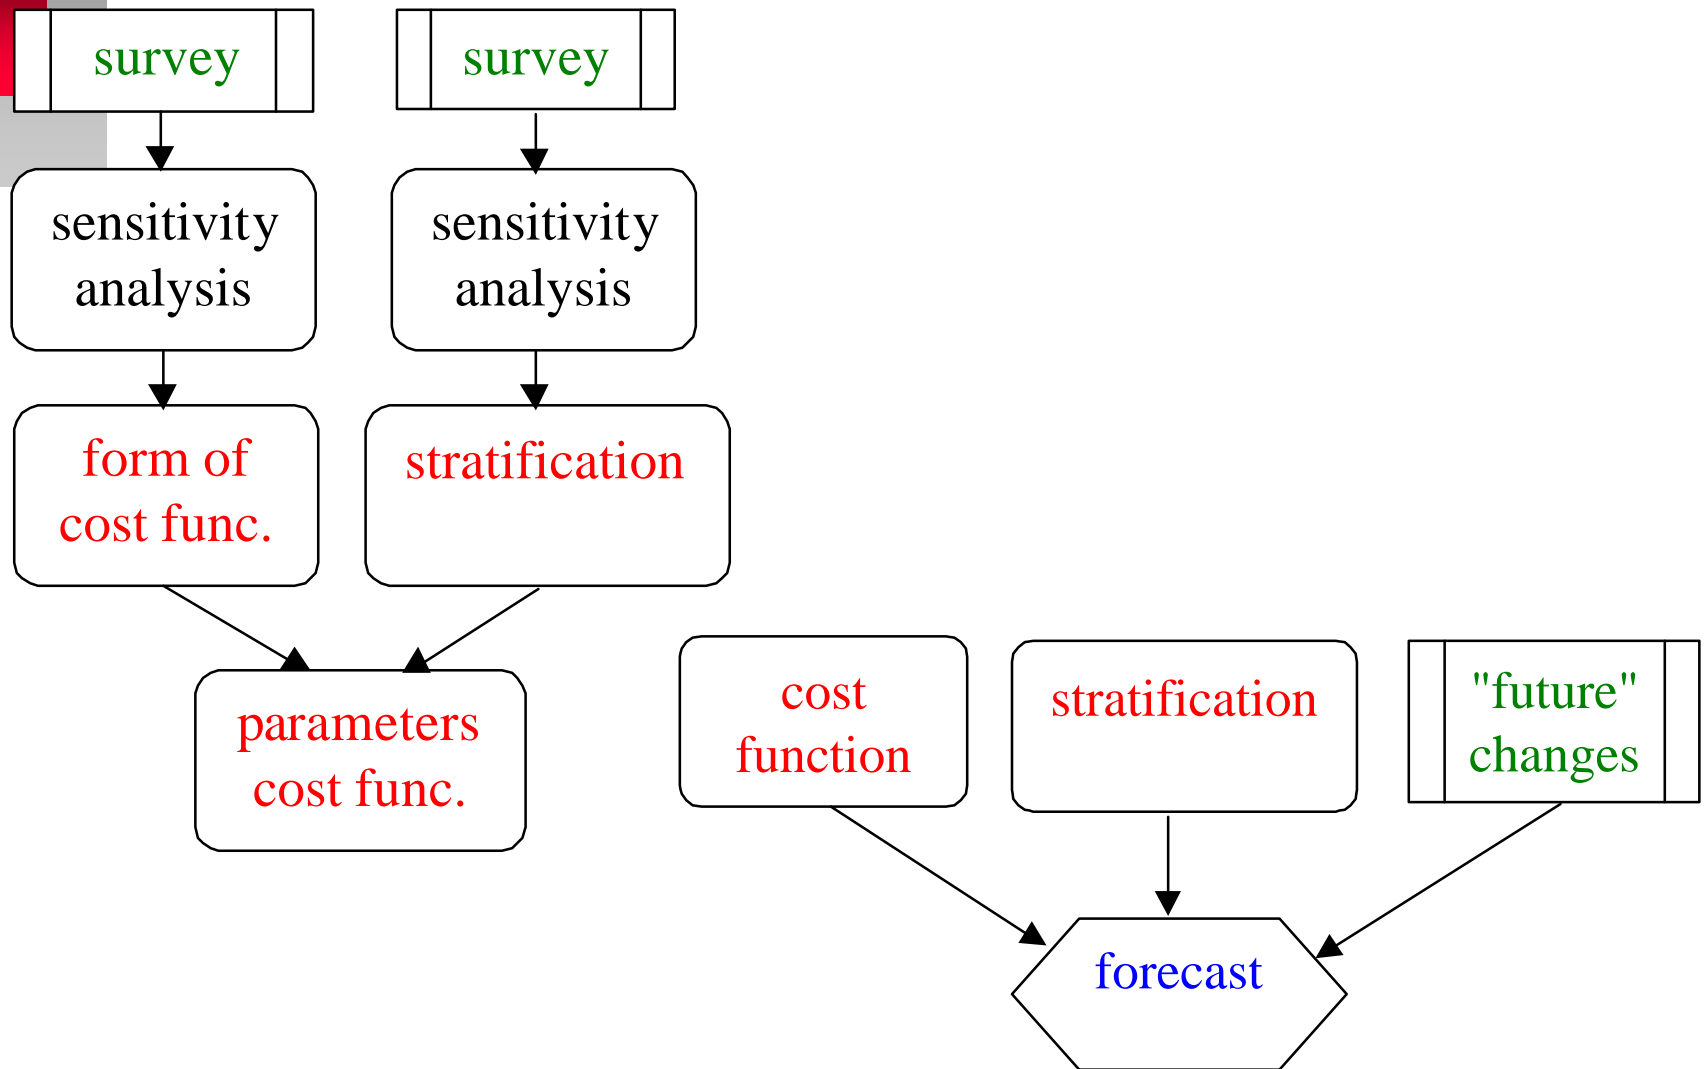 survey
survey
sensitivity
analysis
sensitivity
analysis
form of
cost func.
stratification
parameters
cost func.
cost
function
stratification
"future"
changes
forecast